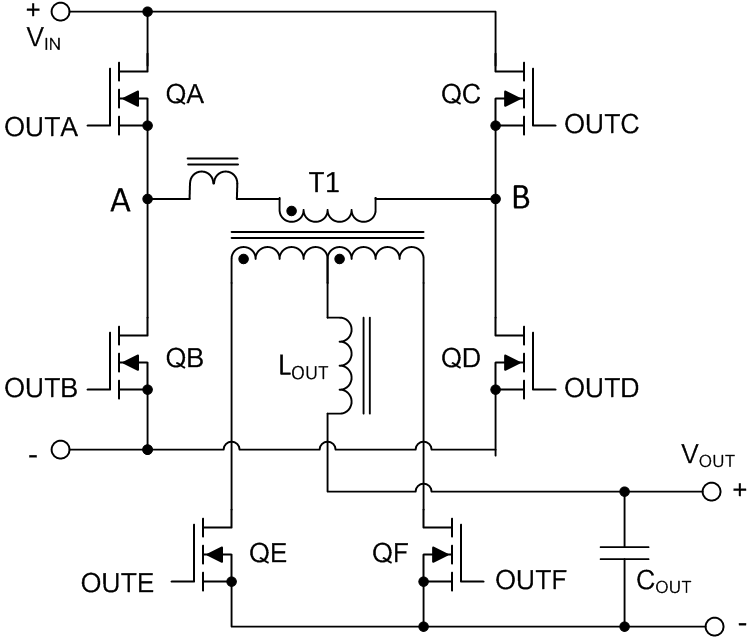 +
VIN
QA
QC
OUTA
OUTC
T1
A
B
QB
LOUT
QD
OUTB
OUTD
-
VOUT
+
QE
QF
OUTE
OUTF
COUT
-